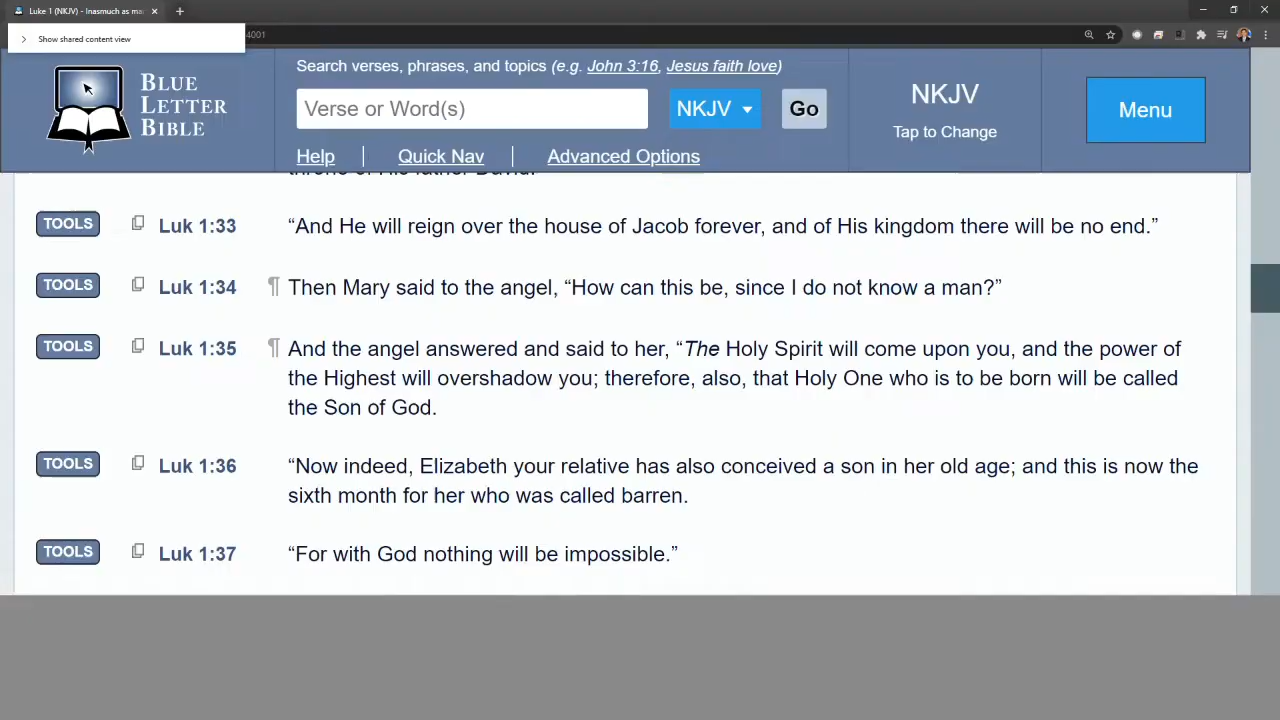 Luke 1 (NKJV) - Inasmuch as ma
Show shared content view
4001
BLUE
LETTER
BIBLE
Search verses, phrases, and topics (e.g. John 3:16, Jesus faith love)
Verse or Word(s)
NKJV
Go
NKJV
Tap to Change
Menu
Help
Quick Nav
Advanced Options
throne of His father David.
TOOLS Luk 1:33 “And He will reign over the house of Jacob forever, and of His kingdom there will be no end.”
TOOLS Luk 1:34 ¶ Then Mary said to the angel, “How can this be, since I do not know a man?”
TOOLS Luk 1:35 ¶ And the angel answered and said to her, “The Holy Spirit will come upon you, and the power of
the Highest will overshadow you; therefore, also, that Holy One who is to be born will be called
the Son of God.
TOOLS Luk 1:36 “Now indeed, Elizabeth your relative has also conceived a son in her old age; and this is now the
sixth month for her who was called barren.
TOOLS Luk 1:37 “For with God nothing will be impossible.”